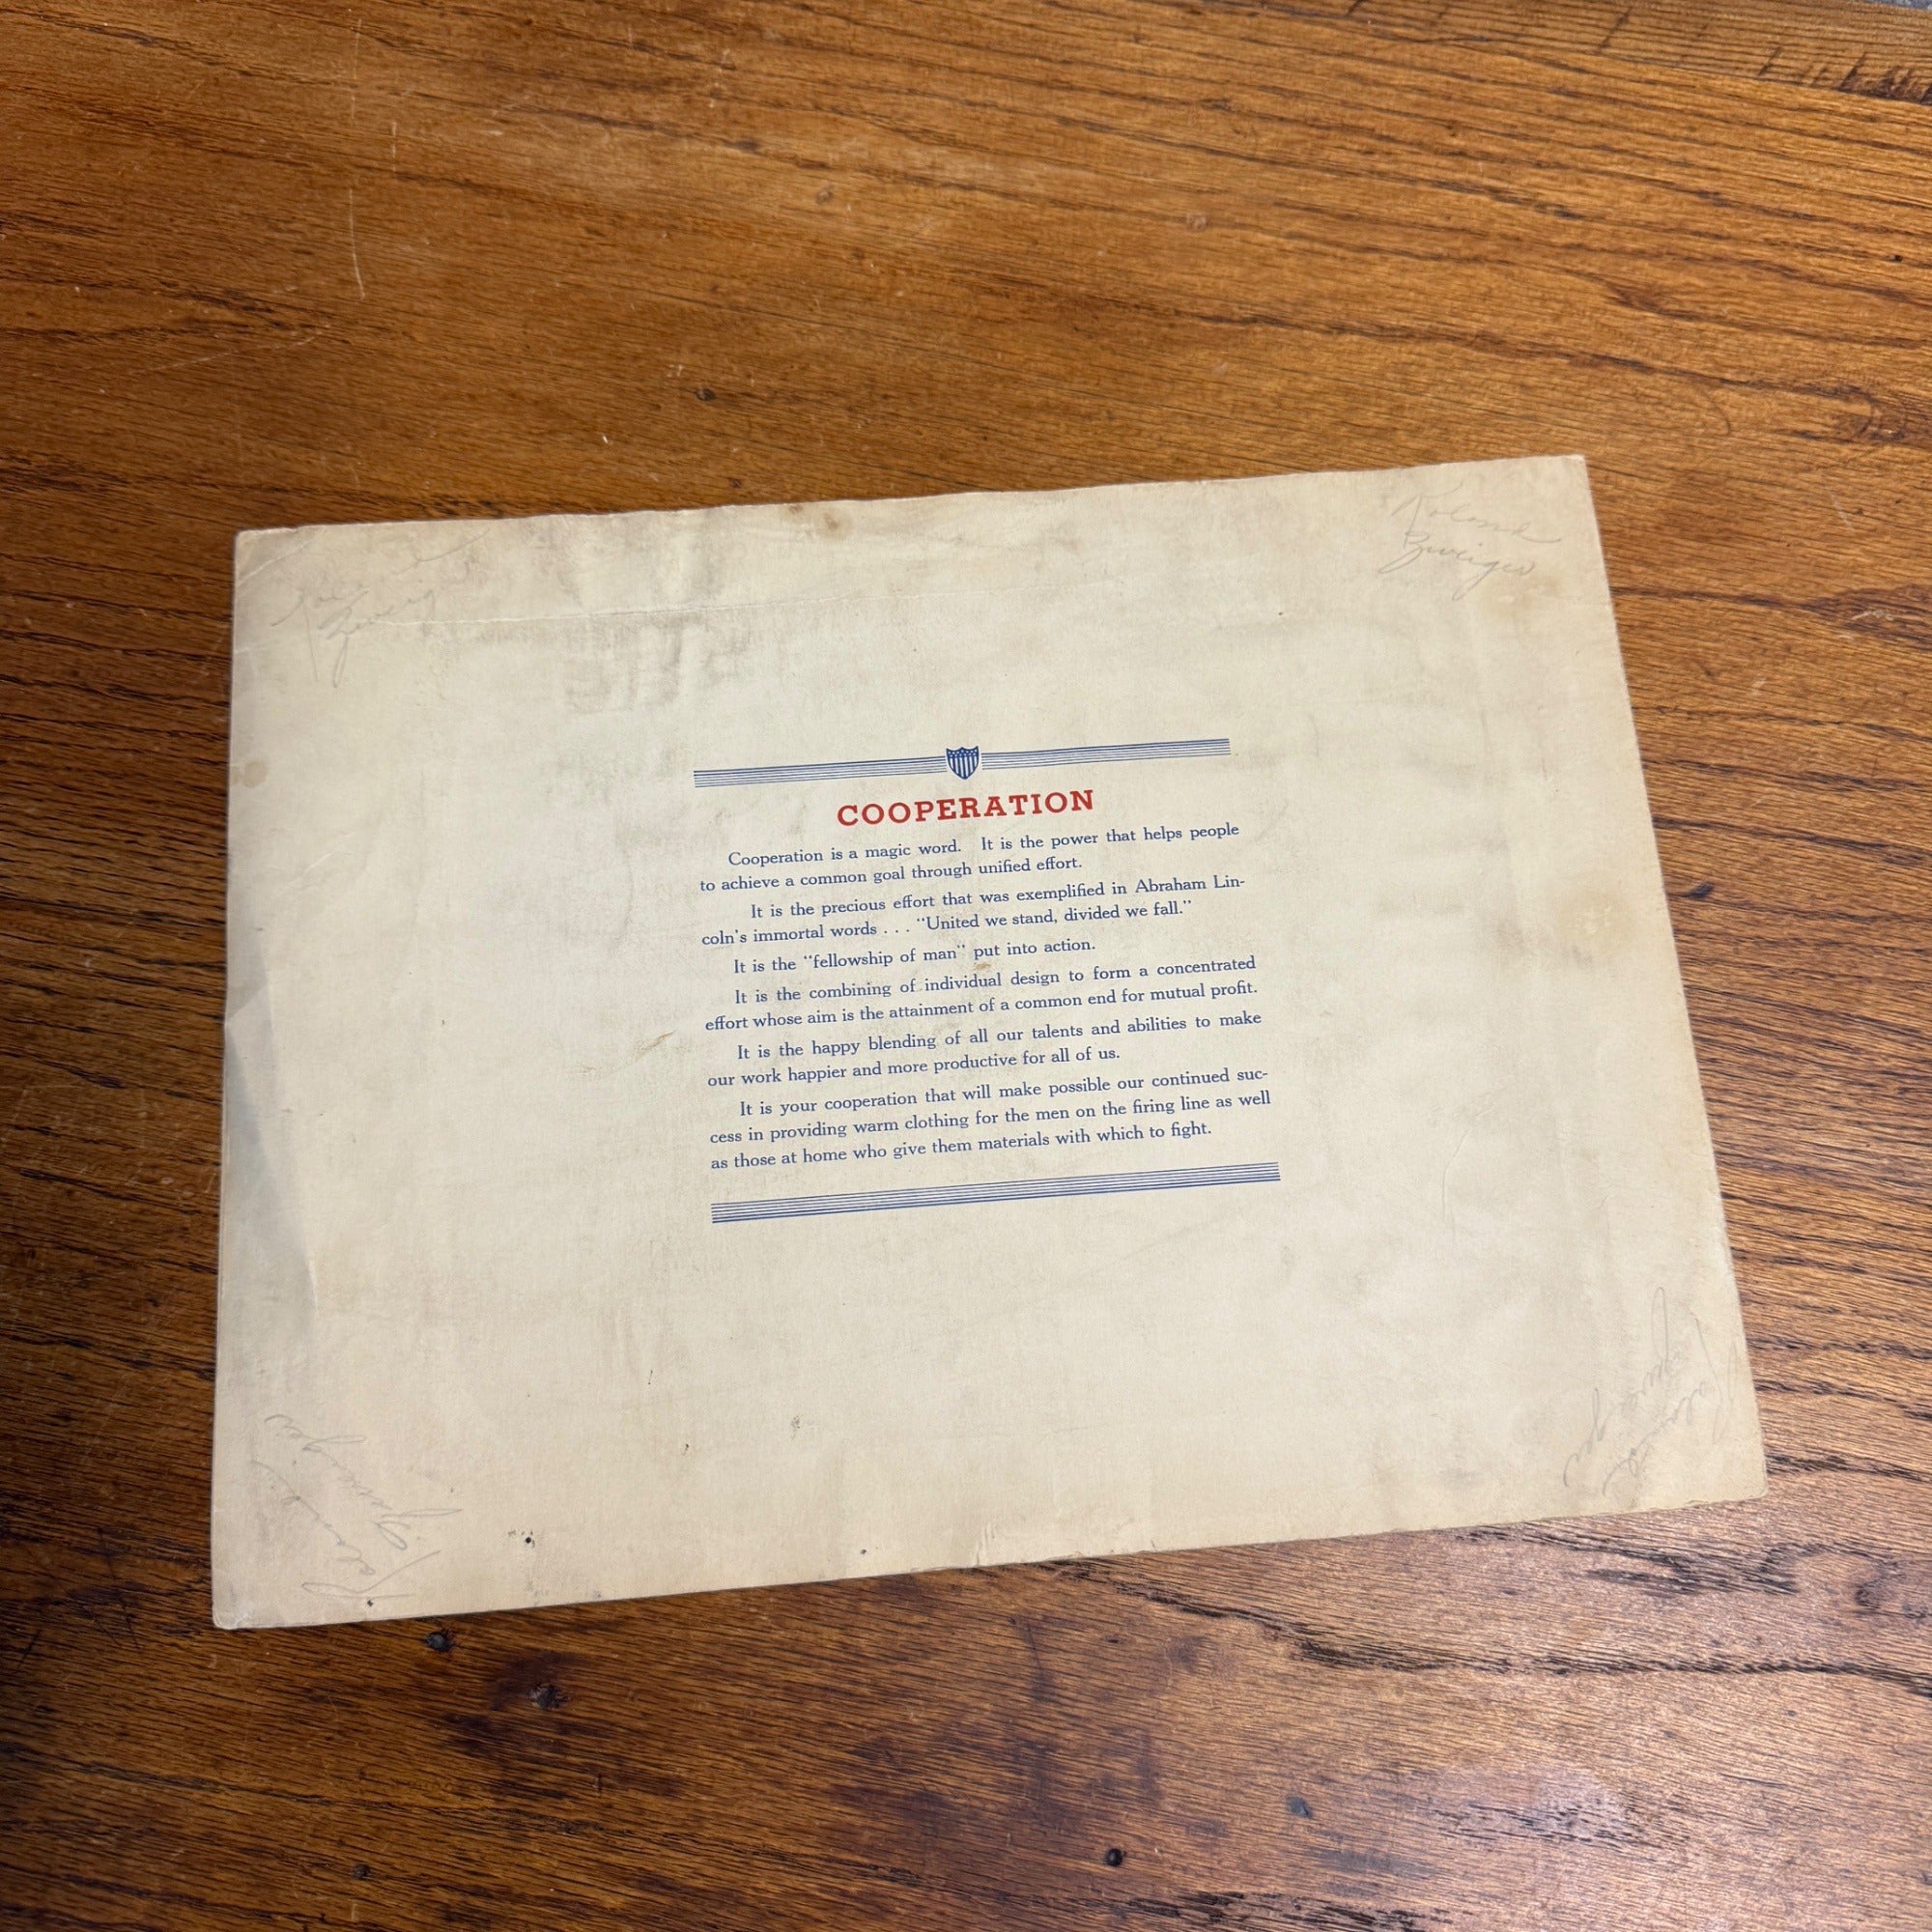 Roland
COOPERATION
Cooperation is a magic word. It is the power that helps people
to achieve a common goal through unified effort.
It is the precious effort that was exemplified in Abraham Lin-
coln's immortal words . . . "United we stand, divided we fall."
It is the "fellowship of man" put into action.
It is the combining of individual design to form a concentrated
effort whose aim is the attainment of a common end for mutual profit.
It is the happy blending of all our talents and abilities to make
our work happier and more productive for all of us.
It is your cooperation that will make possible our continued suc-
cess in providing warm clothing for the men on the firing line as well
as those at home who give them materials with which to fight.